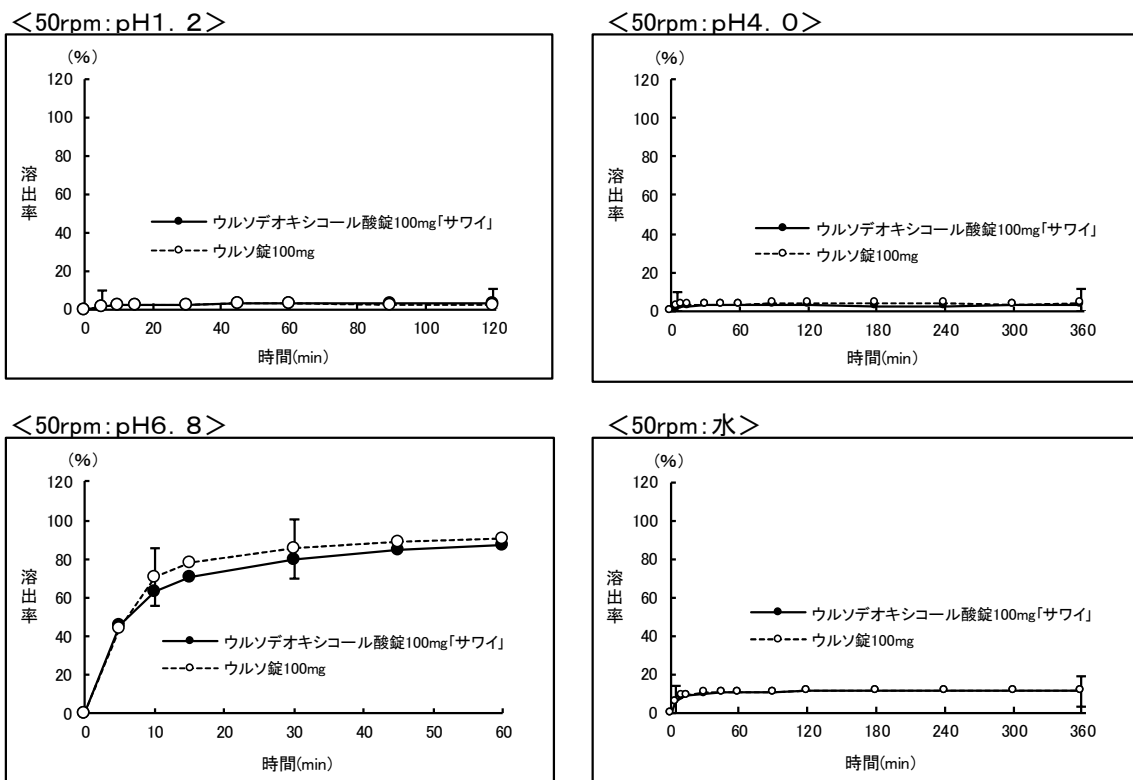 ＜50rpm：pH1．2＞
(%)
120
100
80
60
40
20
0
溶出率
ウルソデオキシコール酸錠100mg「サワイ」
ウルソ錠100mg
0 20 40 60 80 100 120
時間(min)
＜50rpm：pH4．0＞
(%)
120
100
80
60
40
20
0
溶出率
ウルソデオキシコール酸錠100mg「サワイ」
ウルソ錠100mg
0 60 120 180 240 300 360
時間(min)
＜50rpm：pH6．8＞
(%)
120
100
80
60
40
20
0
溶出率
ウルソデオキシコール酸錠100mg「サワイ」
ウルソ錠100mg
0 10 20 30 40 50 60
時間(min)
＜50rpm：水＞
(%)
120
100
80
60
40
20
0
溶出率
ウルソデオキシコール酸錠100mg「サワイ」
ウルソ錠100mg
0 60 120 180 240 300 360
時間(min)